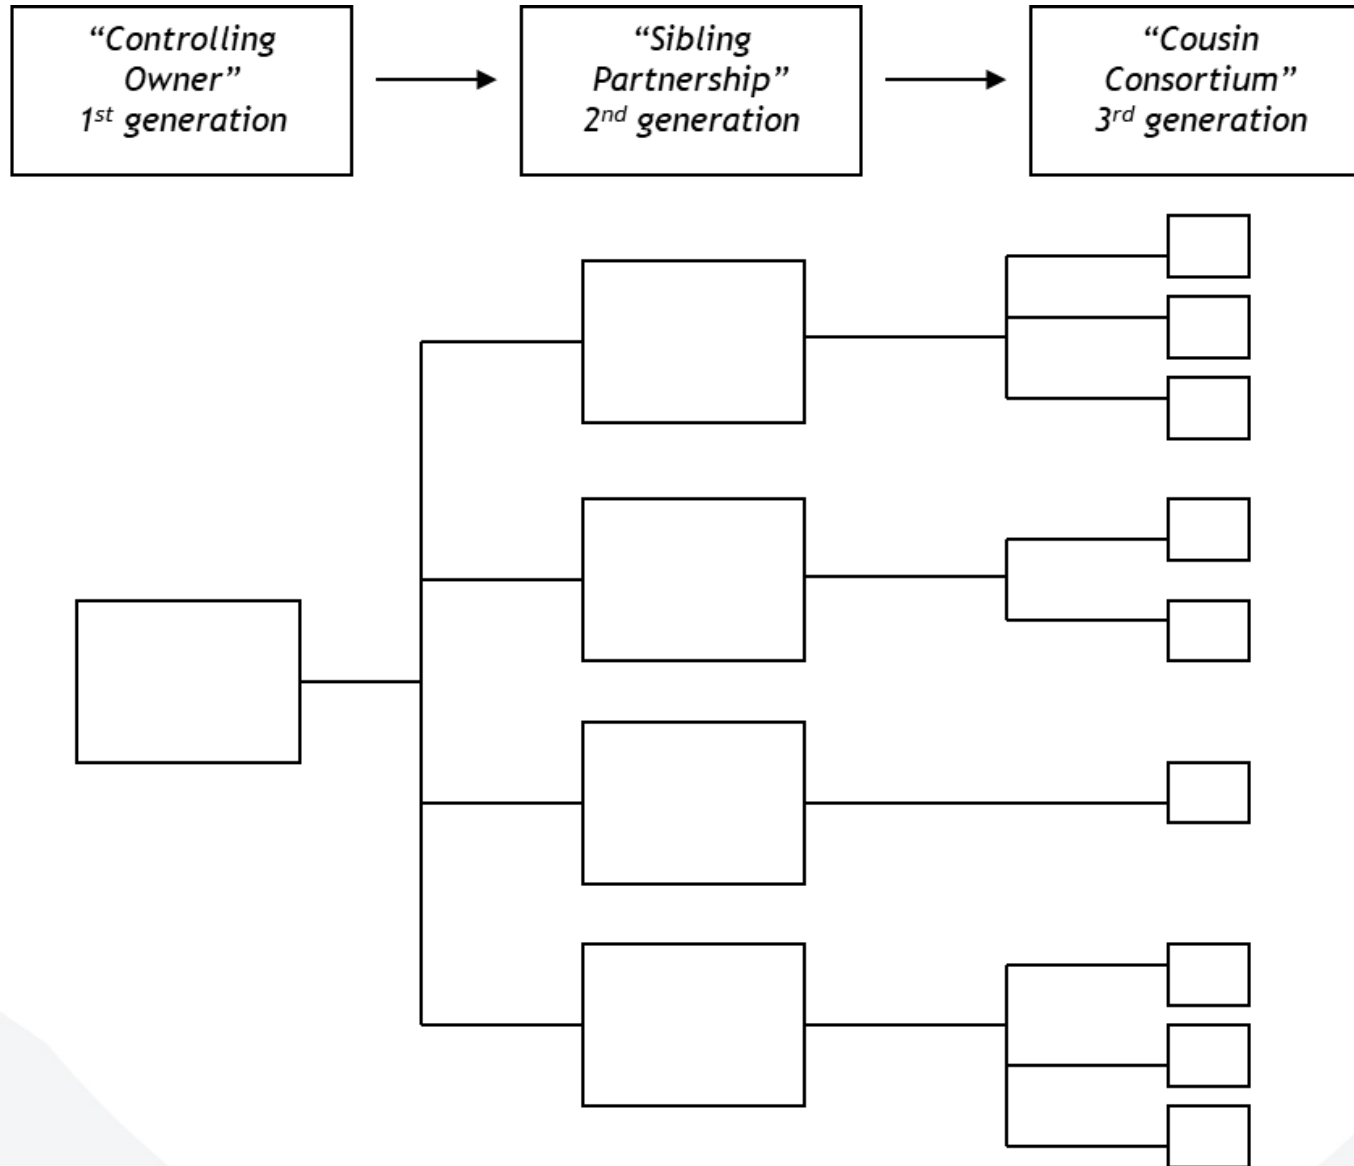 “Controlling
Owner”
1st generation
“Sibling
Partnership”
2nd generation
“Cousin
Consortium”
3rd generation